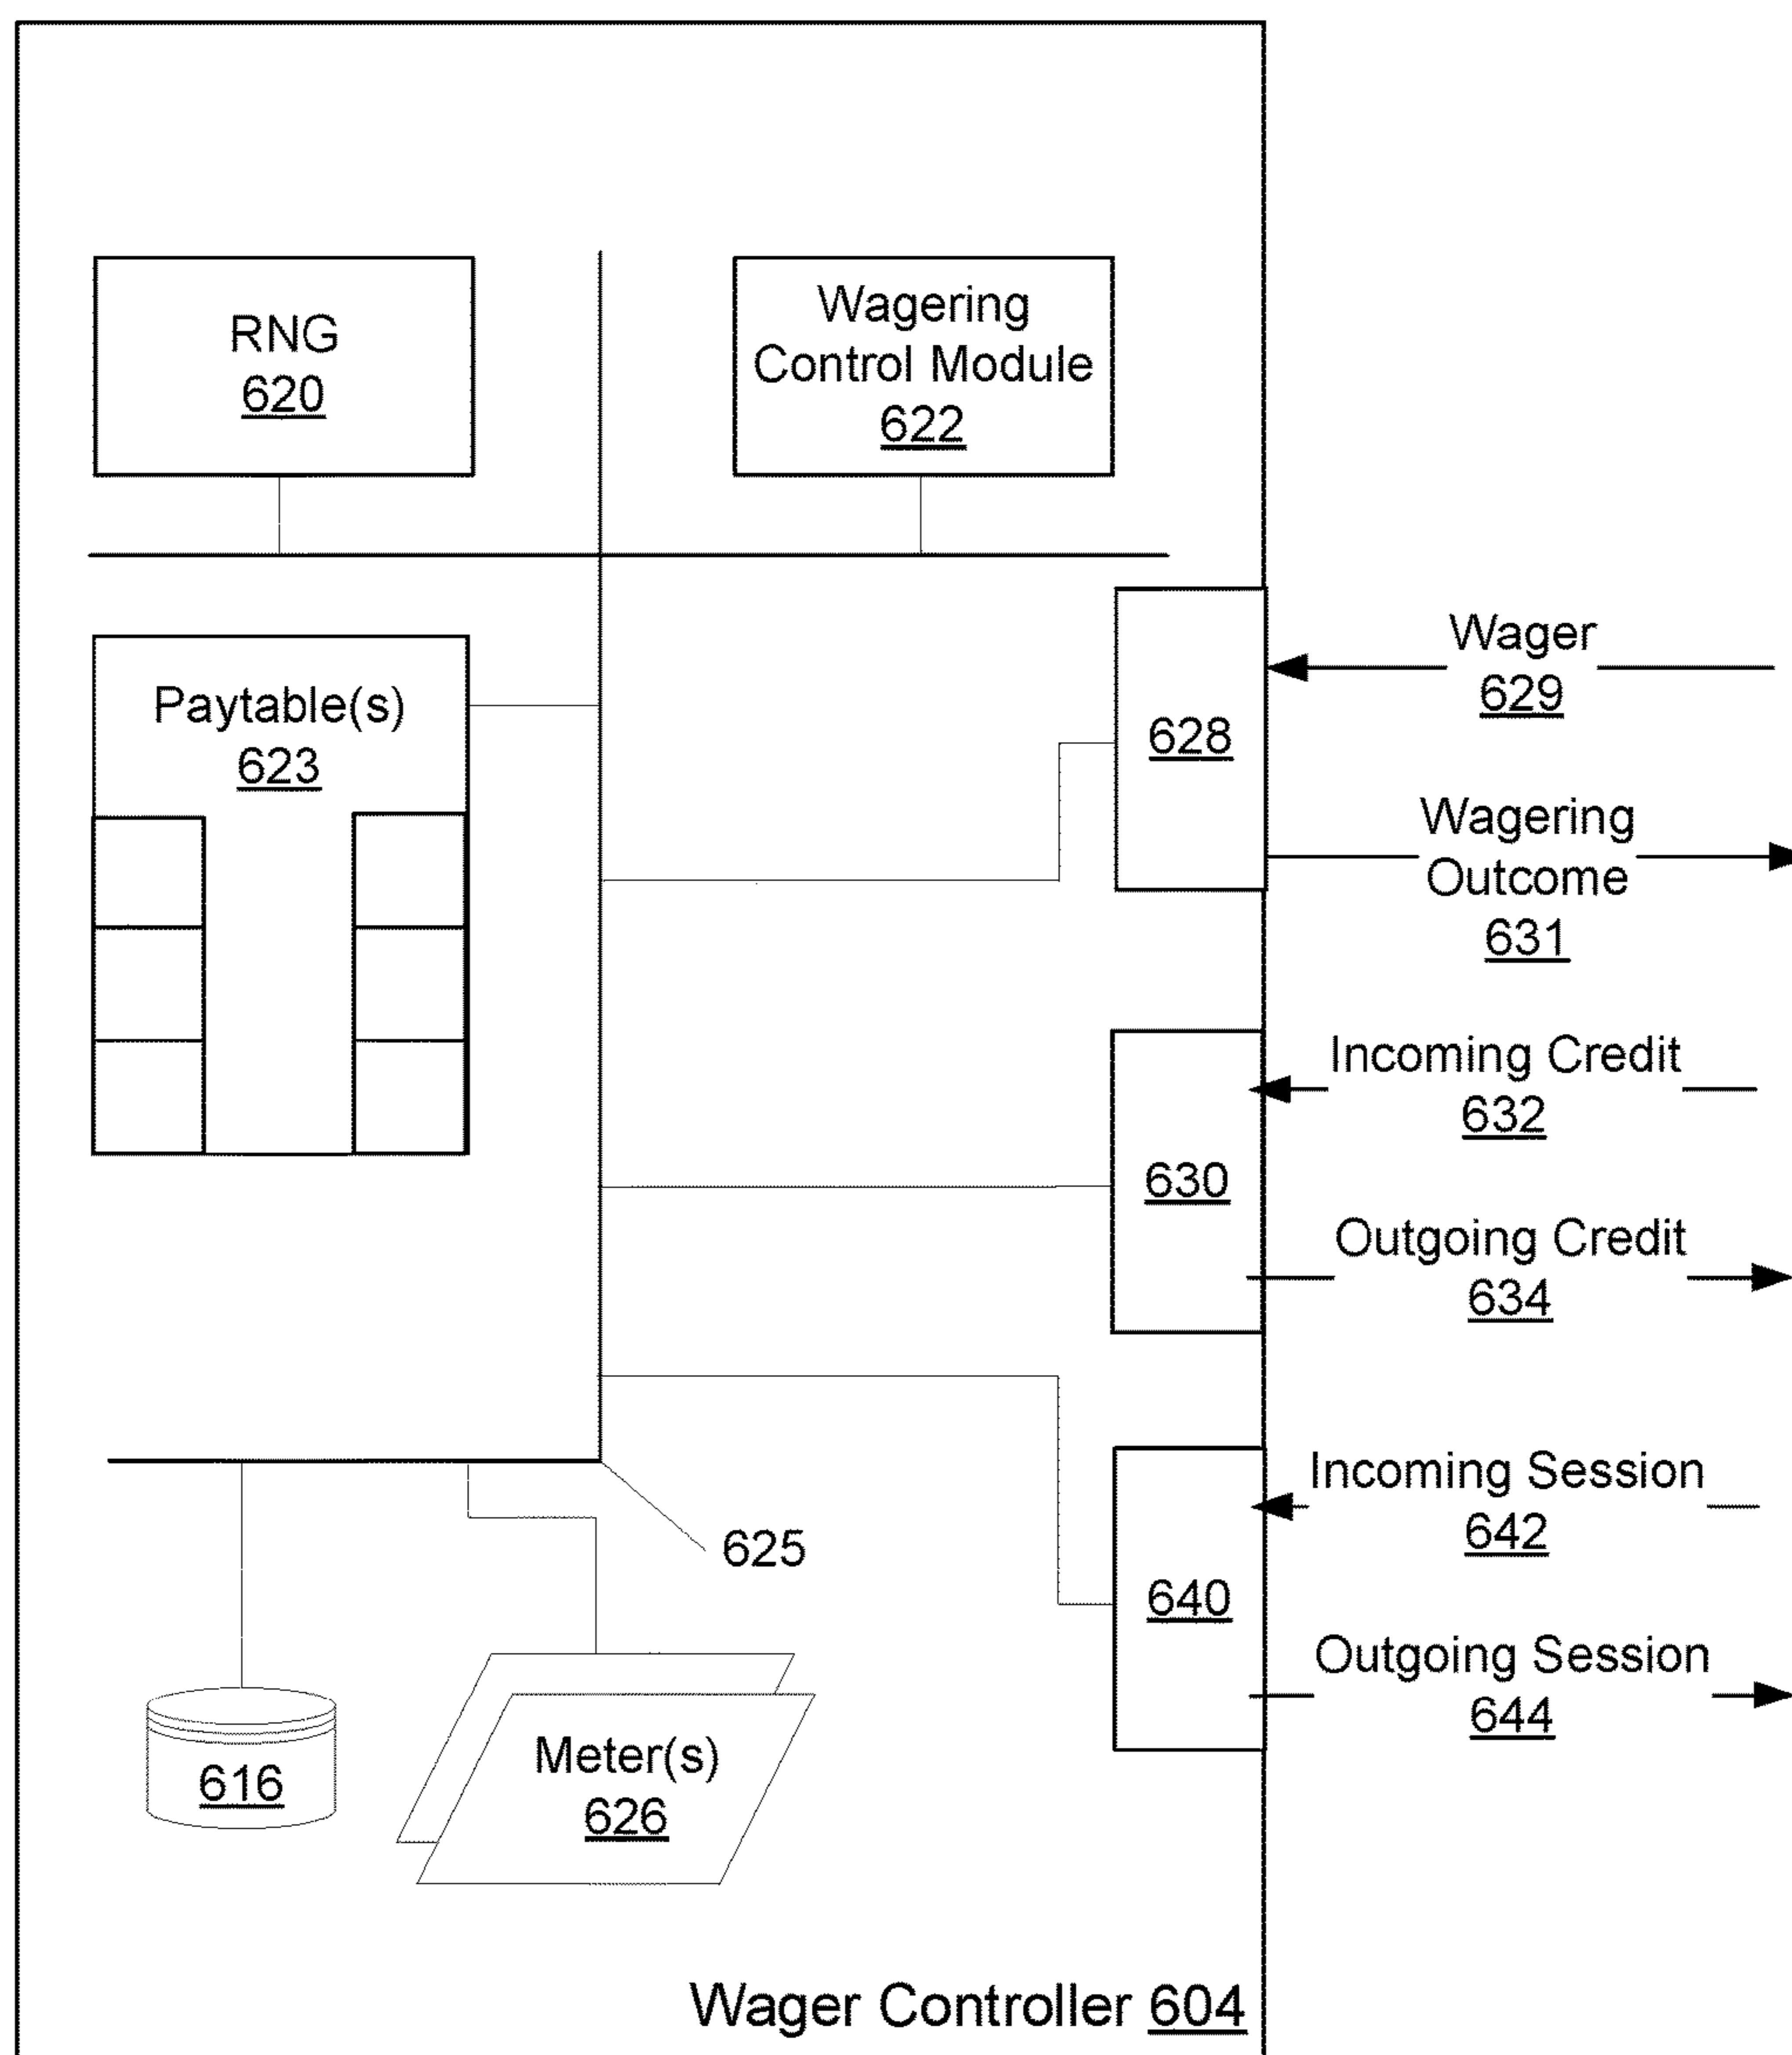 RNG
620
Wagering
Control Module
622
Paytable(s)
623
628
Wager
629
Wagering
Outcome
631
630
Incoming Credit
632
Outgoing Credit
634
625
640
Incoming Session
642
Outgoing Session
644
616
Meter(s)
626
Wager Controller 604